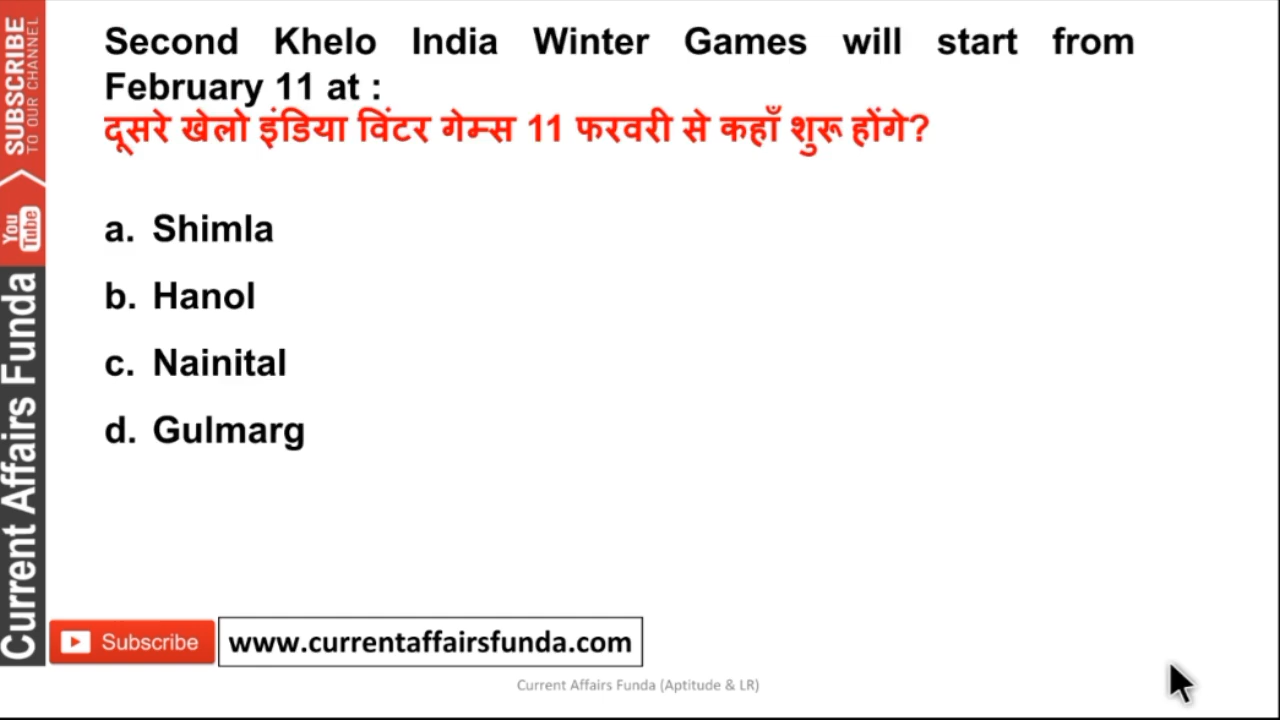 Second Khelo India Winter Games will start from
February 11 at :
दूसरे खेलो इंडिया विंटर गेम्स 11 फरवरी से कहाँ शुरू होंगे?
a. Shimla
b. Hanol
c. Nainital
d. Gulmarg
SUBSCRIBE
TO OUR CHANNEL
You
Tube
Current Affairs Funda
Subscribe
www.currentaffairsfunda.com
Current Affairs Funda (Aptitude & LR)